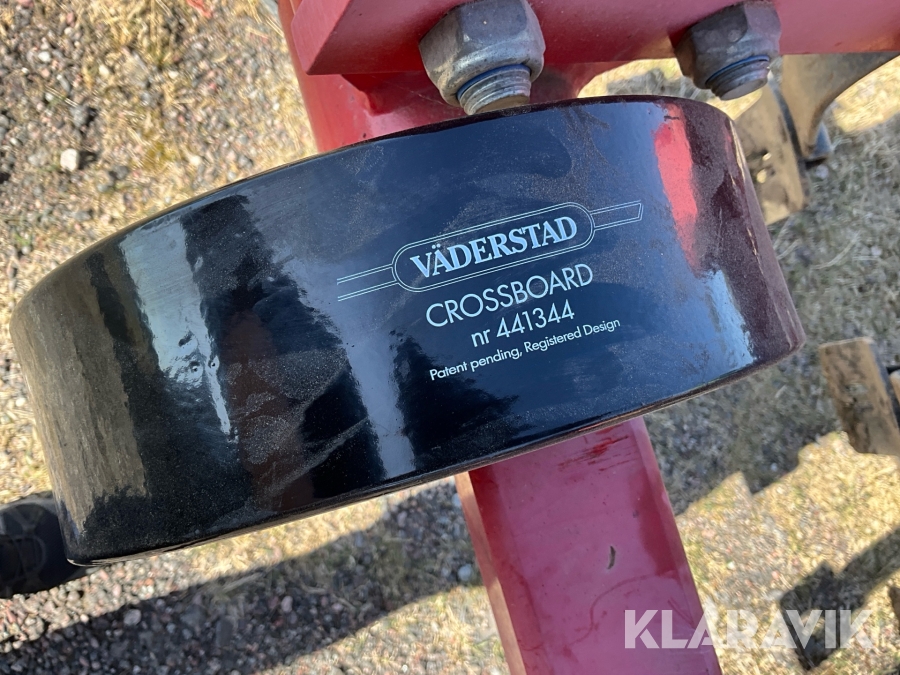 VÄDERSTAD
CROSSBOARD
nr 441344
Patent pending, Registered Design
KLARAVIK